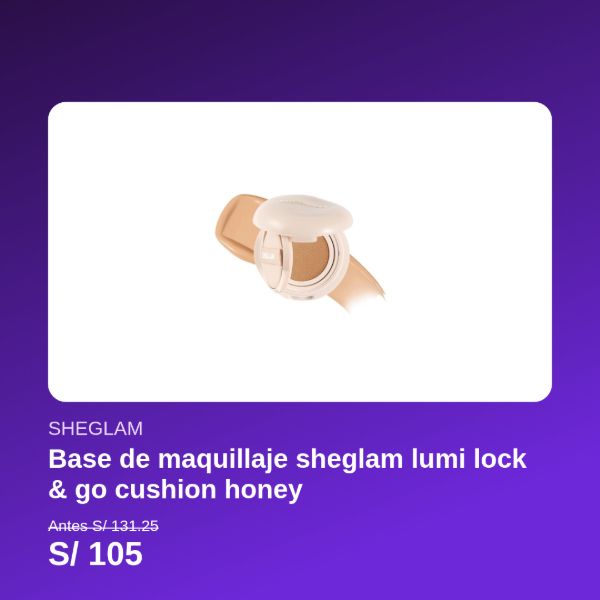 SHEGLAM
Base de maquillaje sheglam lumi lock
& go cushion honey
Antes S/ 131.25
S/ 105